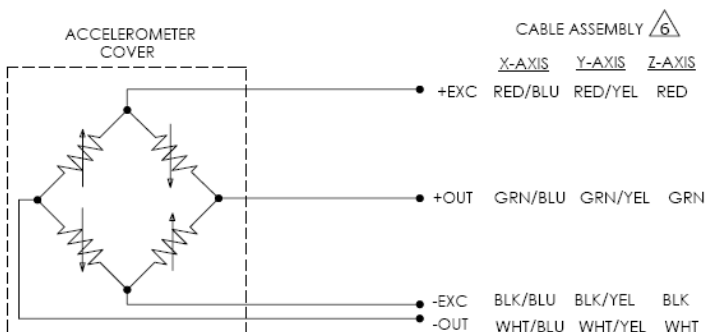 ACCELEROMETER
COVER
CABLE ASSEMBLY 6
X-AXIS Y-AXIS Z-AXIS
+EXC RED/BLU RED/YEL RED
+OUT GRN/BLU GRN/YEL GRN
-EXC BLK/BLU BLK/YEL BLK
-OUT WHT/BLU WHT/YEL WHT